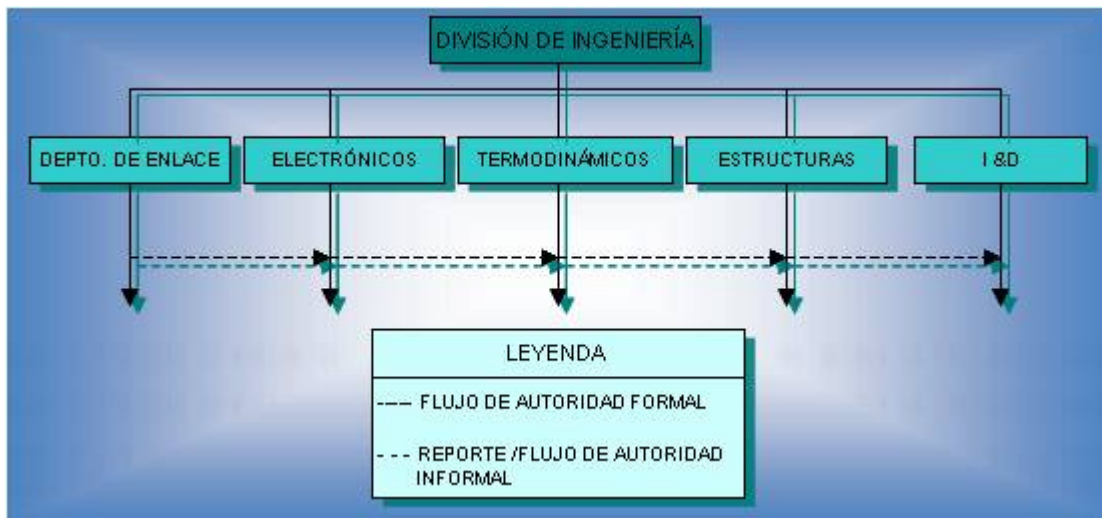 DIVISIÓN DE INGENIERÍA
DEPTO. DE ENLACE
ELECTRÓNICOS
TERMODINÁMICOS
ESTRUCTURAS
I &D
LEYENDA
FLUJO DE AUTORIDAD FORMAL
REPORTE /FLUJO DE AUTORIDAD
INFORMAL